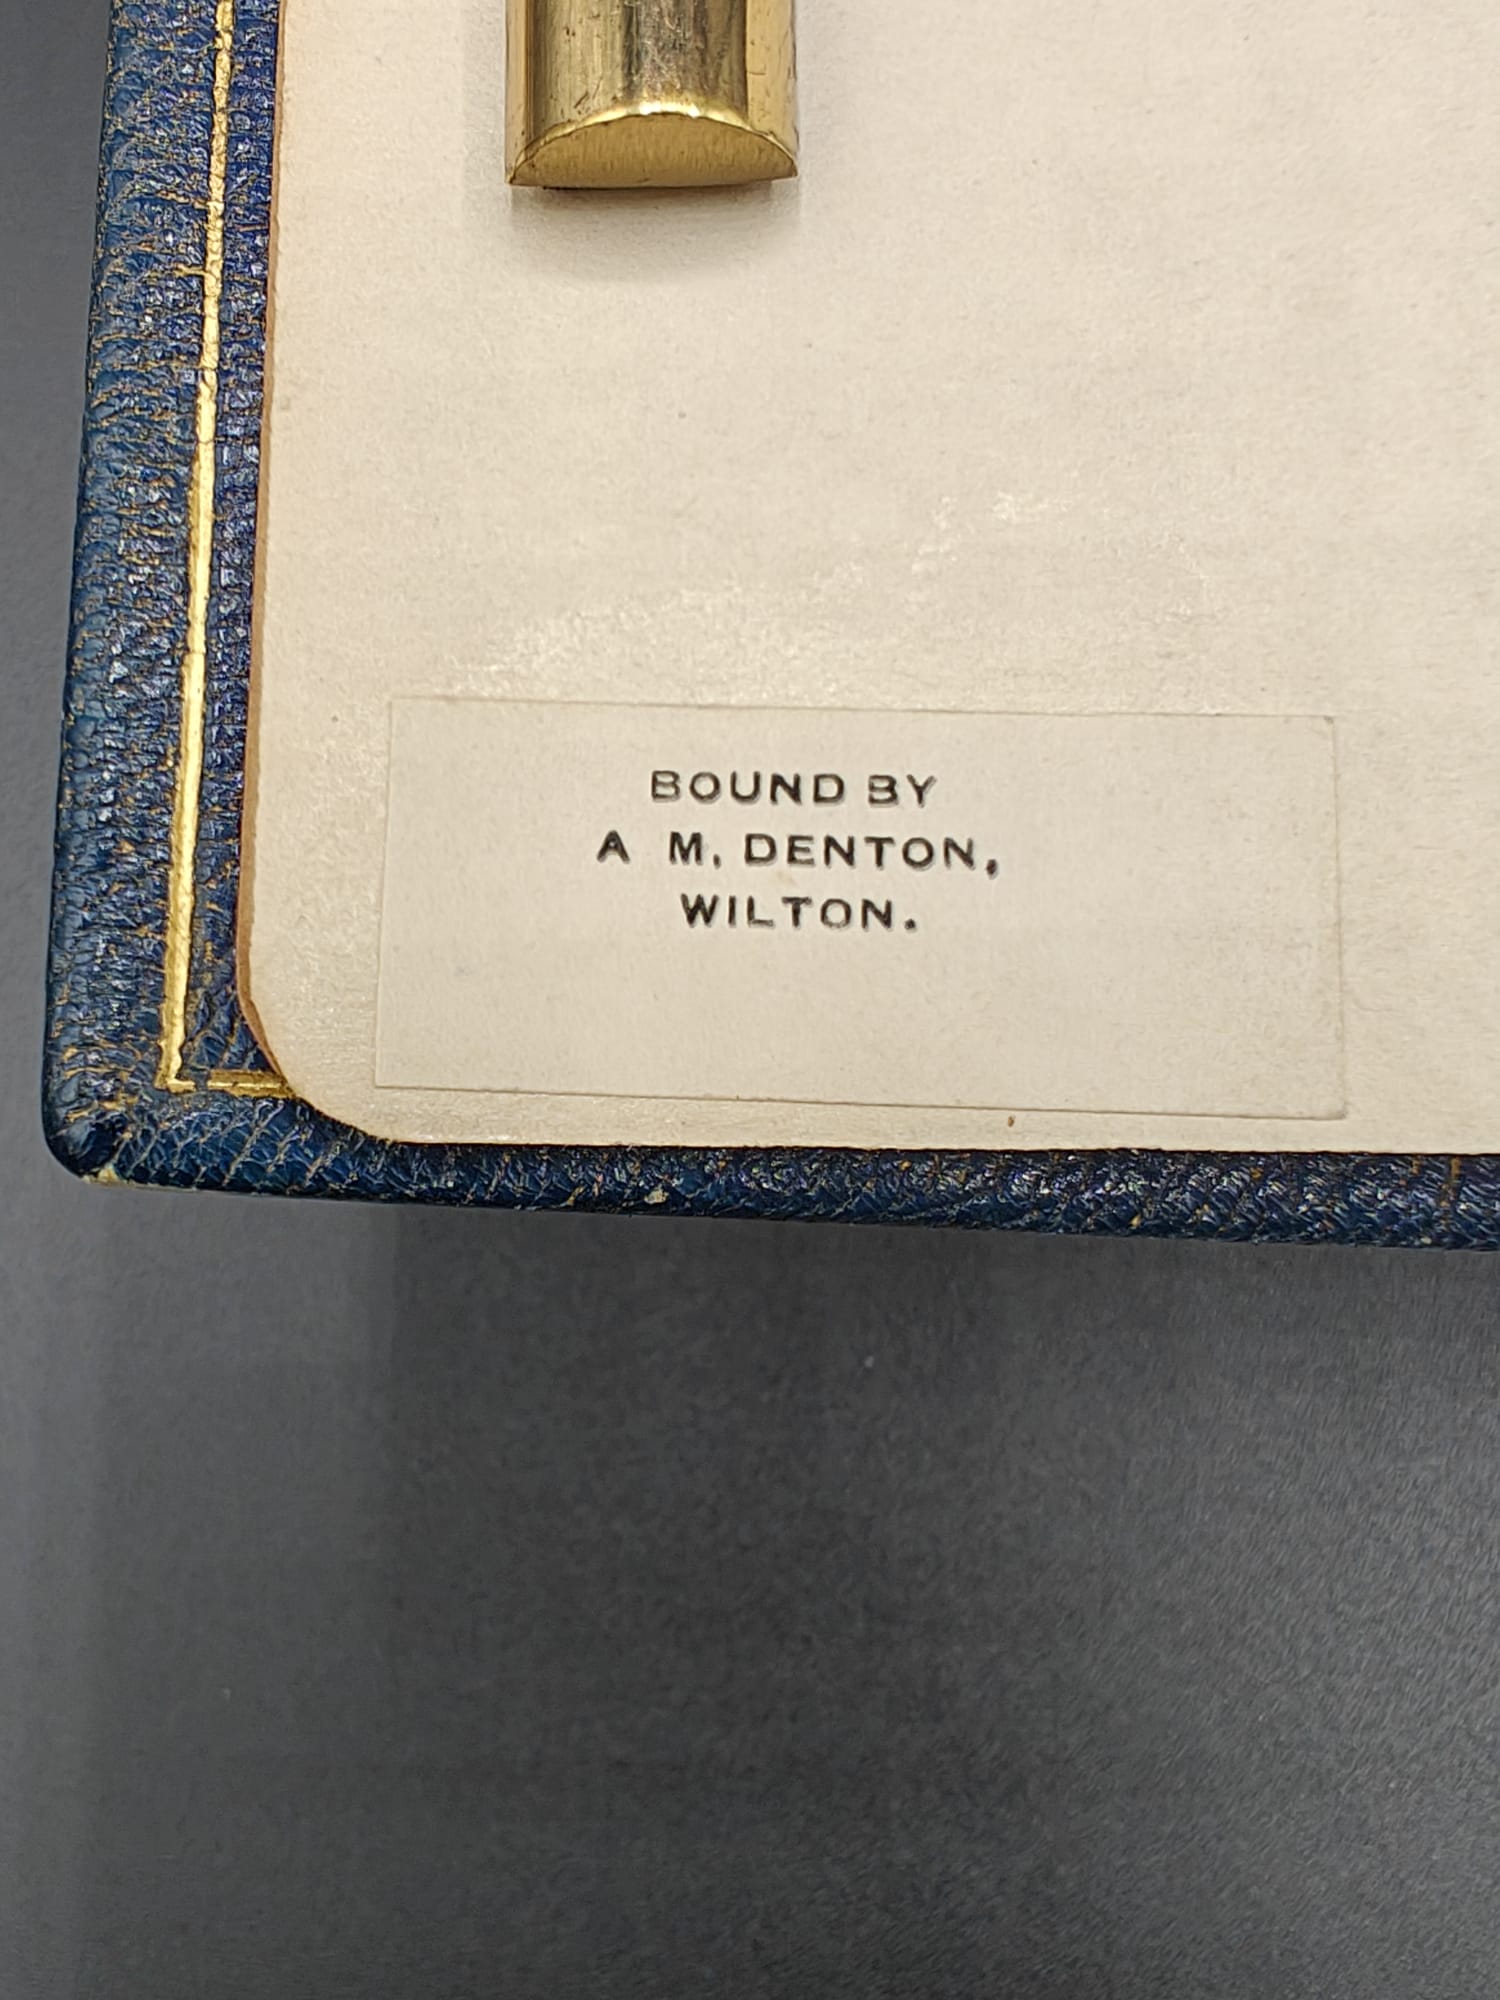 BOUND BY
A M. DENTON,
WILTON.